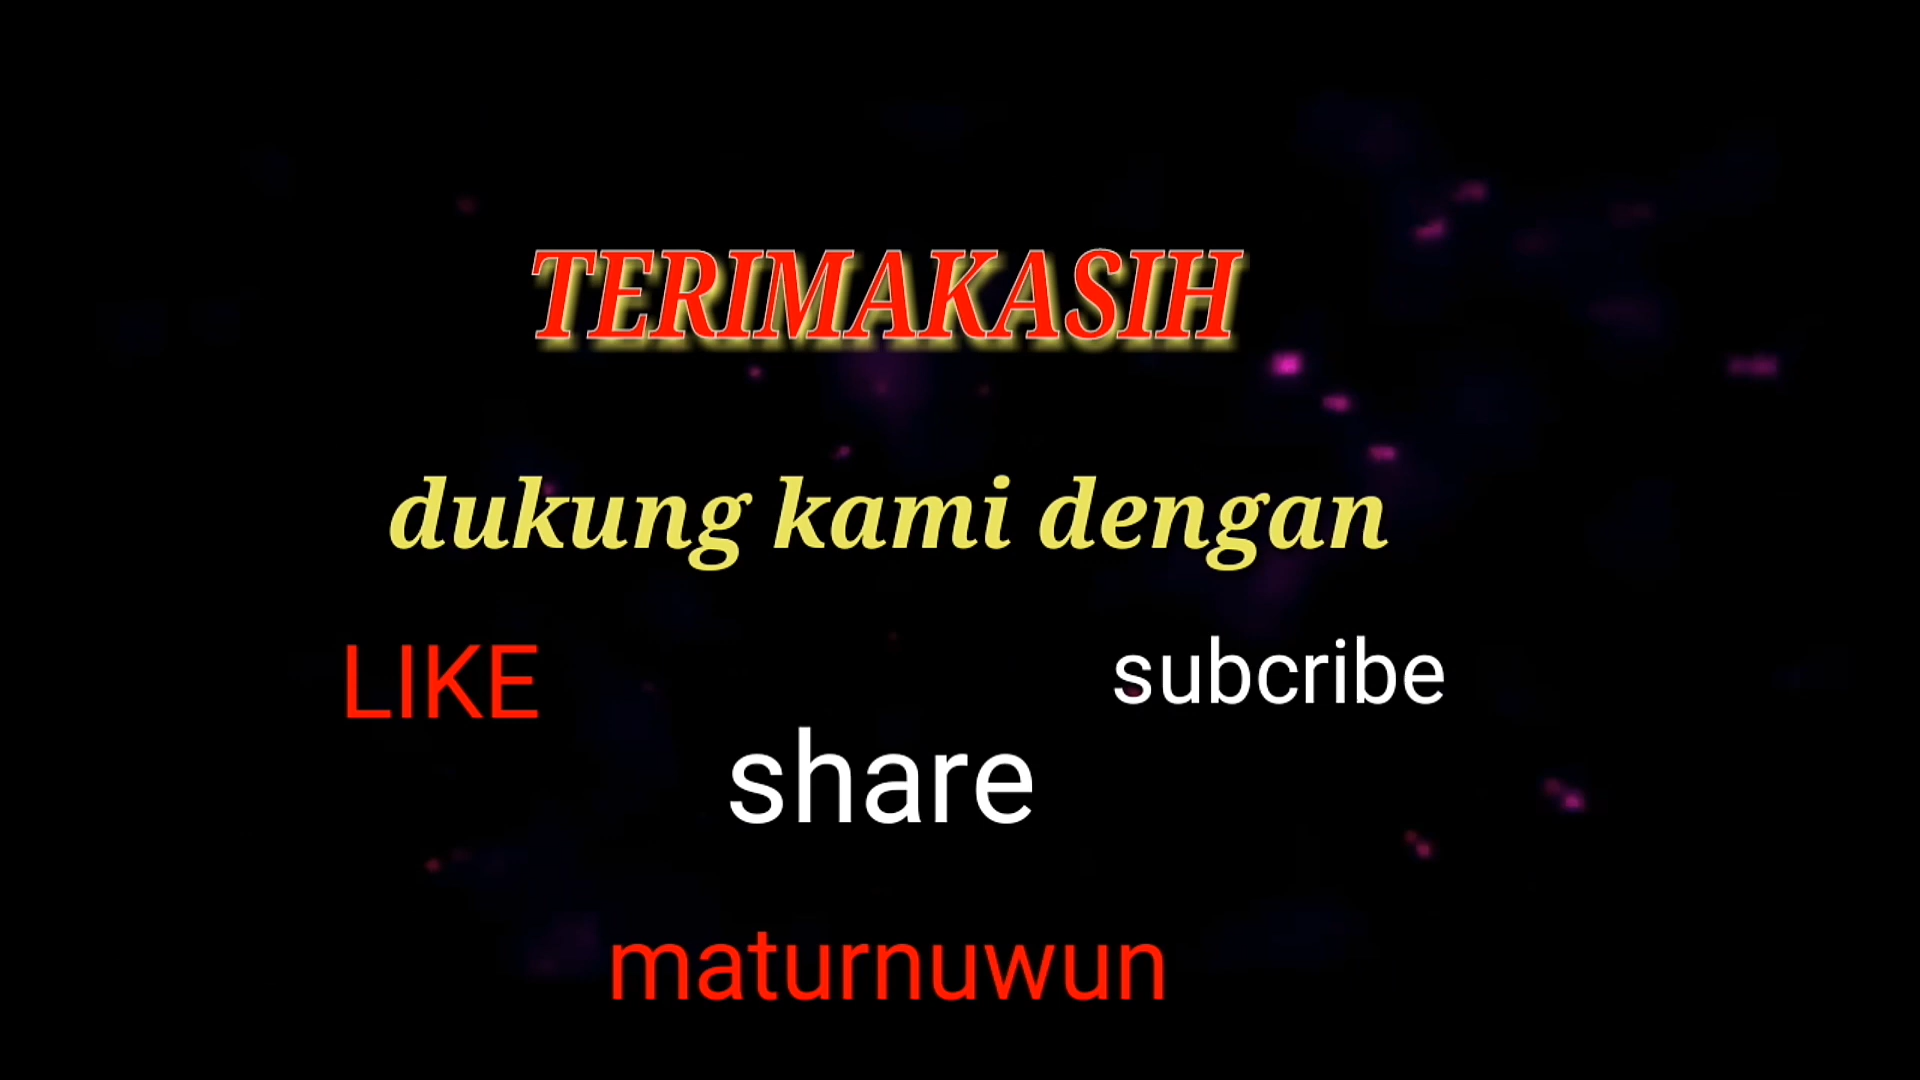 TERIMAKASIH
dukung kami dengan
LIKE
subcribe
share
maturnuwun